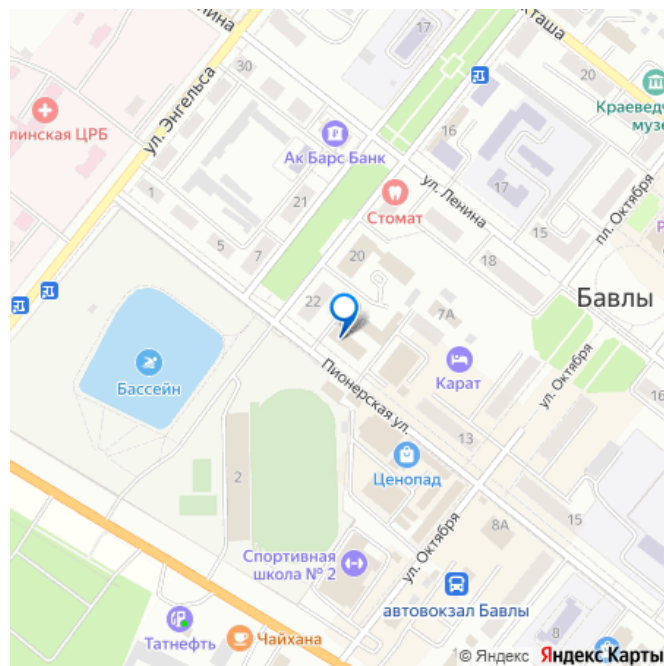 17
20
30
ул. Энгельса
линская ЦРБ
Ак Барс Банк
16
Краеведч
музе
ул. Ленина
17
пл. Октября
1
21
Стомат
15
5
7
20
18
22
7А
Бавлы
Бассейн
Карат
ул. Октября
Пионерская ул.
16
13
Ценопад
2
15
8А
ул. Октября
Спортивная
школа № 2
автовокзал Бавлы
Татнефть
Чайхана
8
© Яндекс Яндекс Карты